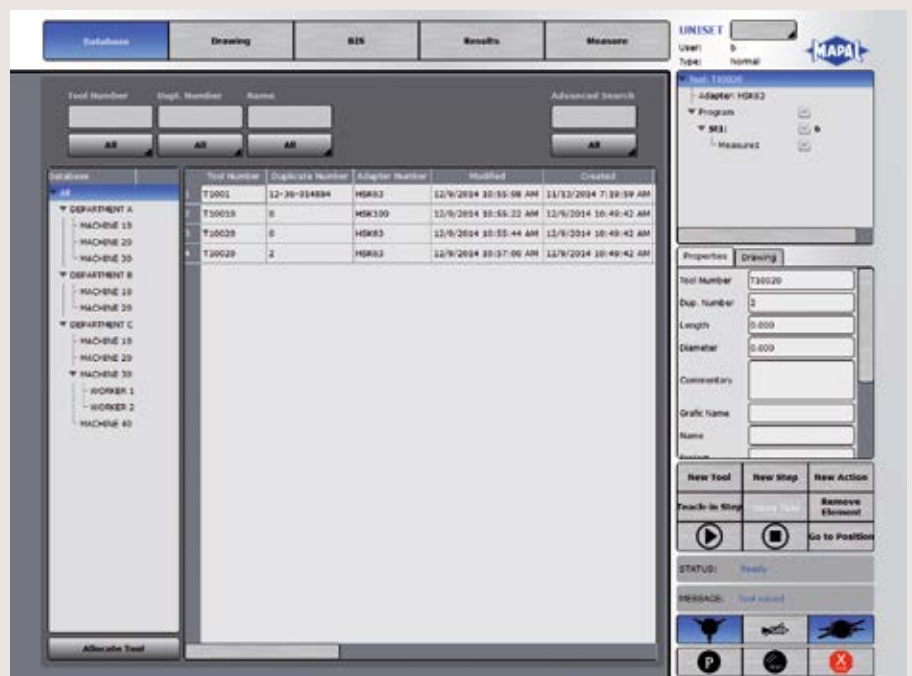 Database
Drawing
BIS
Results
Measure
UNISET
User: b
Type: Normal
MAPAL
Tool Number
Dupl. Number
Name
Advanced Search
All
All
All
All
Database
All
DEPARTMENT A
MACHINE 10
MACHINE 20
MACHINE 30
DEPARTMENT B
MACHINE 10
MACHINE 20
DEPARTMENT C
MACHINE 10
MACHINE 20
MACHINE 30
WORKER 1
WORKER 2
MACHINE 40
Allocate Tool
Tool Number Duplicate Number Adapter Number Modified Created
1 T1001 12-36-014884 HSK63 12/9/2014 10:55:08 AM 11/13/2014 7:39:59 AM
2 T10010 0 HSK100 12/9/2014 10:55:22 AM 12/9/2014 10:49:42 AM
3 T10020 0 HSK63 12/9/2014 10:55:44 AM 12/9/2014 10:49:42 AM
4 T10020 2 HSK63 12/9/2014 10:57:06 AM 12/9/2014 10:49:42 AM
Tool: T10020
Adapter: HSK63
Program
St1: b
Measured
Properties
Drawing
Tool Number T10020
Dup. Number 2
Length 0.000
Diameter 0.000
Commentary
Grafic Name
Name
New Tool
New Step
New Action
Teach-in Step
Remove Element
Go to Position
STATUS: Ready
MESSAGE: Tool saved
P
X